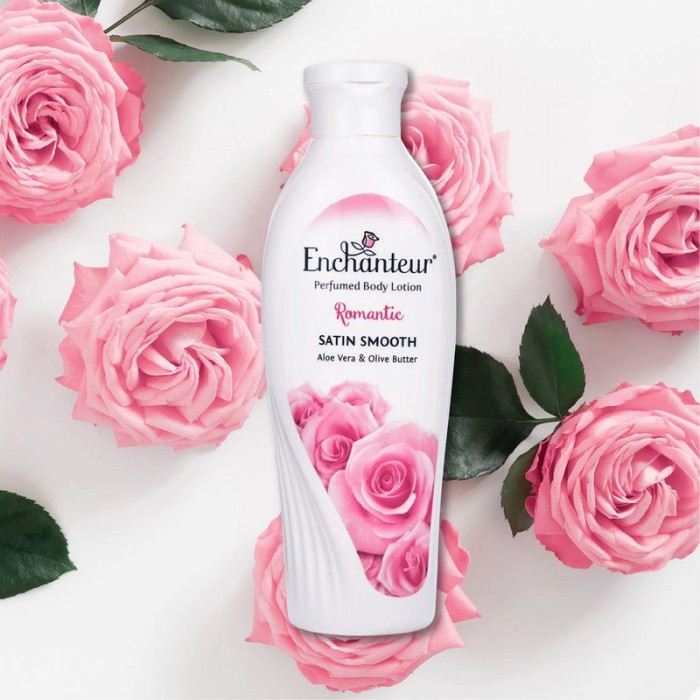 Enchanteur®
Perfumed Body Lotion
Romantic
SATIN SMOOTH
Aloe Vera & Olive Butter